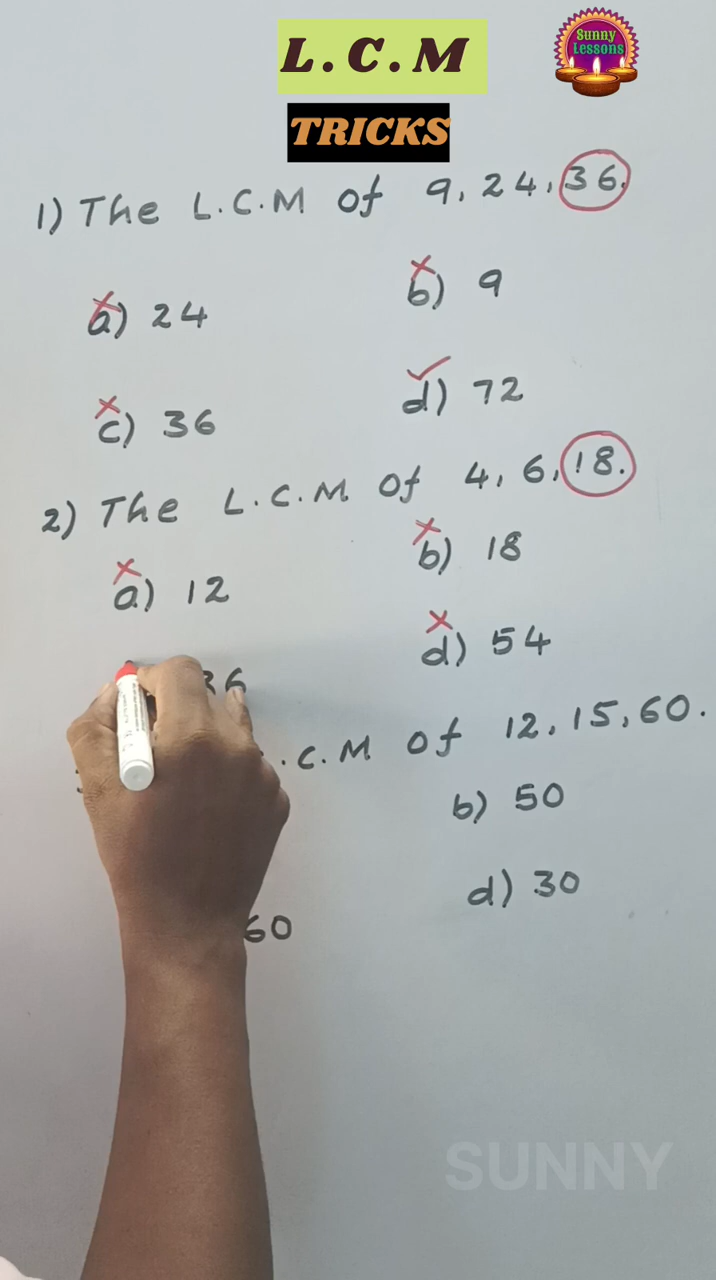 L.C.M
Sunny
Lessons
TRICKS
1) The L.C.M of 9, 24, 36.
a) 24 b) 9
c) 36 d) 72
2) The L.C.M of 4, 6, 18.
a) 12 b) 18
36 d) 54
.C.M of 12, 15, 60.
b) 50
60 d) 30
SUNNY